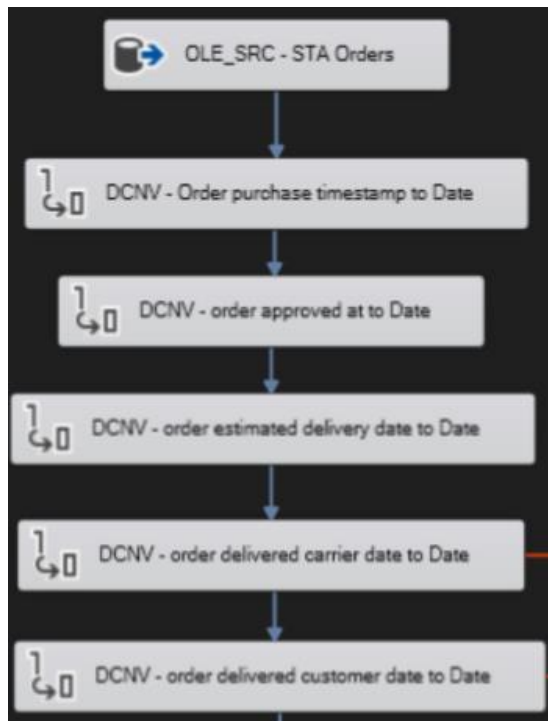 OLE_SRC - STA Orders
DCNV - Order purchase timestamp to Date
DCNV - order approved at to Date
DCNV - order estimated delivery date to Date
DCNV - order delivered carrier date to Date
DCNV - order delivered customer date to Date